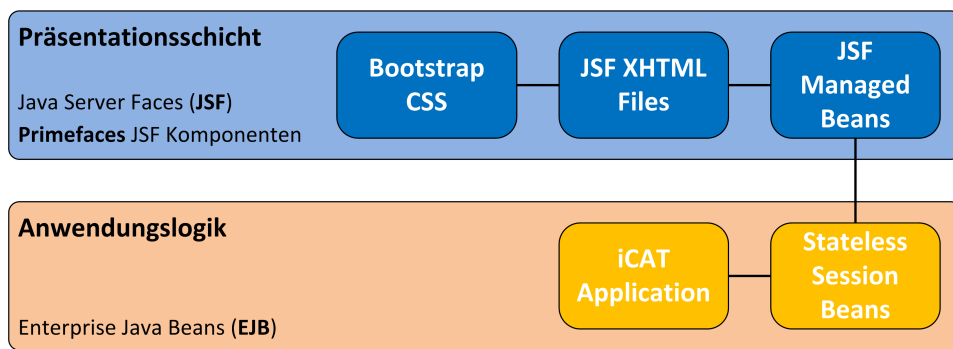 Präsentationsschicht
Java Server Faces (JSF)
Primefaces JSF Komponenten
Bootstrap
CSS
JSF XHTML
Files
JSF
Managed
Beans
Anwendungslogik
Enterprise Java Beans (EJB)
iCAT
Application
Stateless
Session
Beans